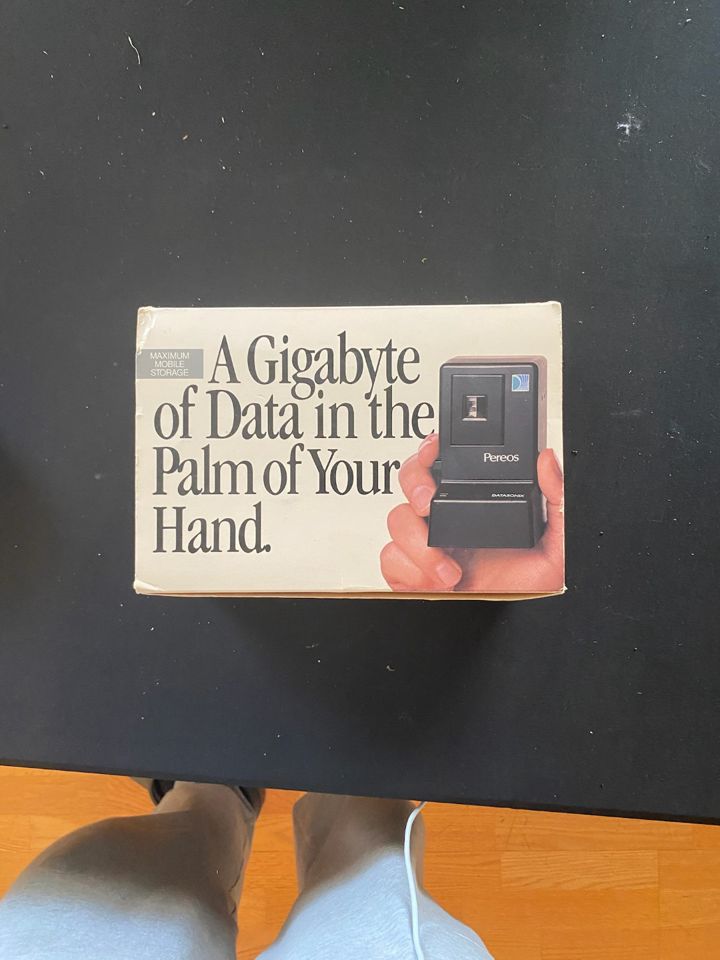 MAXIMUM
MOBILE
STORAGE
A Gigabyte
of Data in the
Palm of Your
Hand.
Pereos
DATASONIX